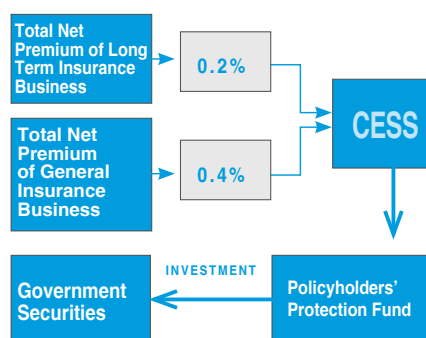 Total Net
Premium of Long
Term Insurance
Business
0.2%
CESS
Total Net
Premium
of General
Insurance
Business
0.4%
INVESTMENT
Government
Securities
Policyholders'
Protection Fund